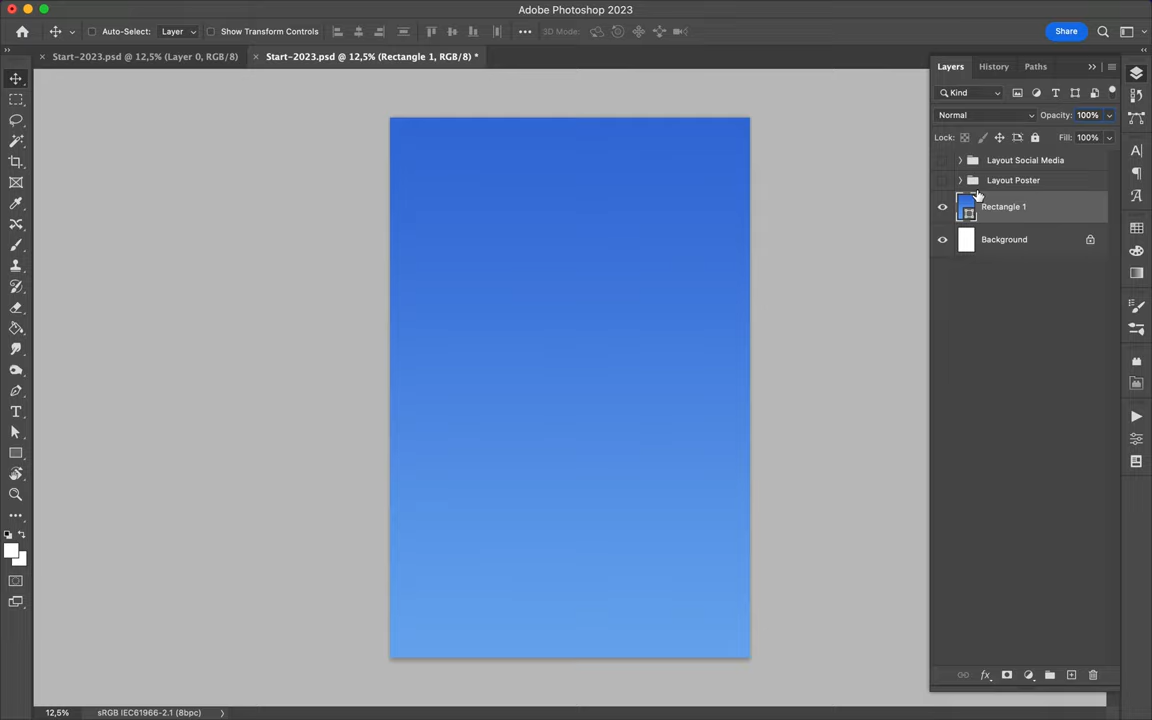 Adobe Photoshop 2023
Auto-Select: Layer Show Transform Controls 3D Mode: Share
Start-2023.psd @ 12,5% (Layer 0, RGB/8) Start-2023.psd @ 12,5% (Rectangle 1, RGB/8) *
Layers History Paths
Kind
Normal Opacity: 100%
Lock: Fill: 100%
Layout Social Media
Layout Poster
Rectangle 1
Background
12,5% sRGB IEC61966-2.1 (8bpc)